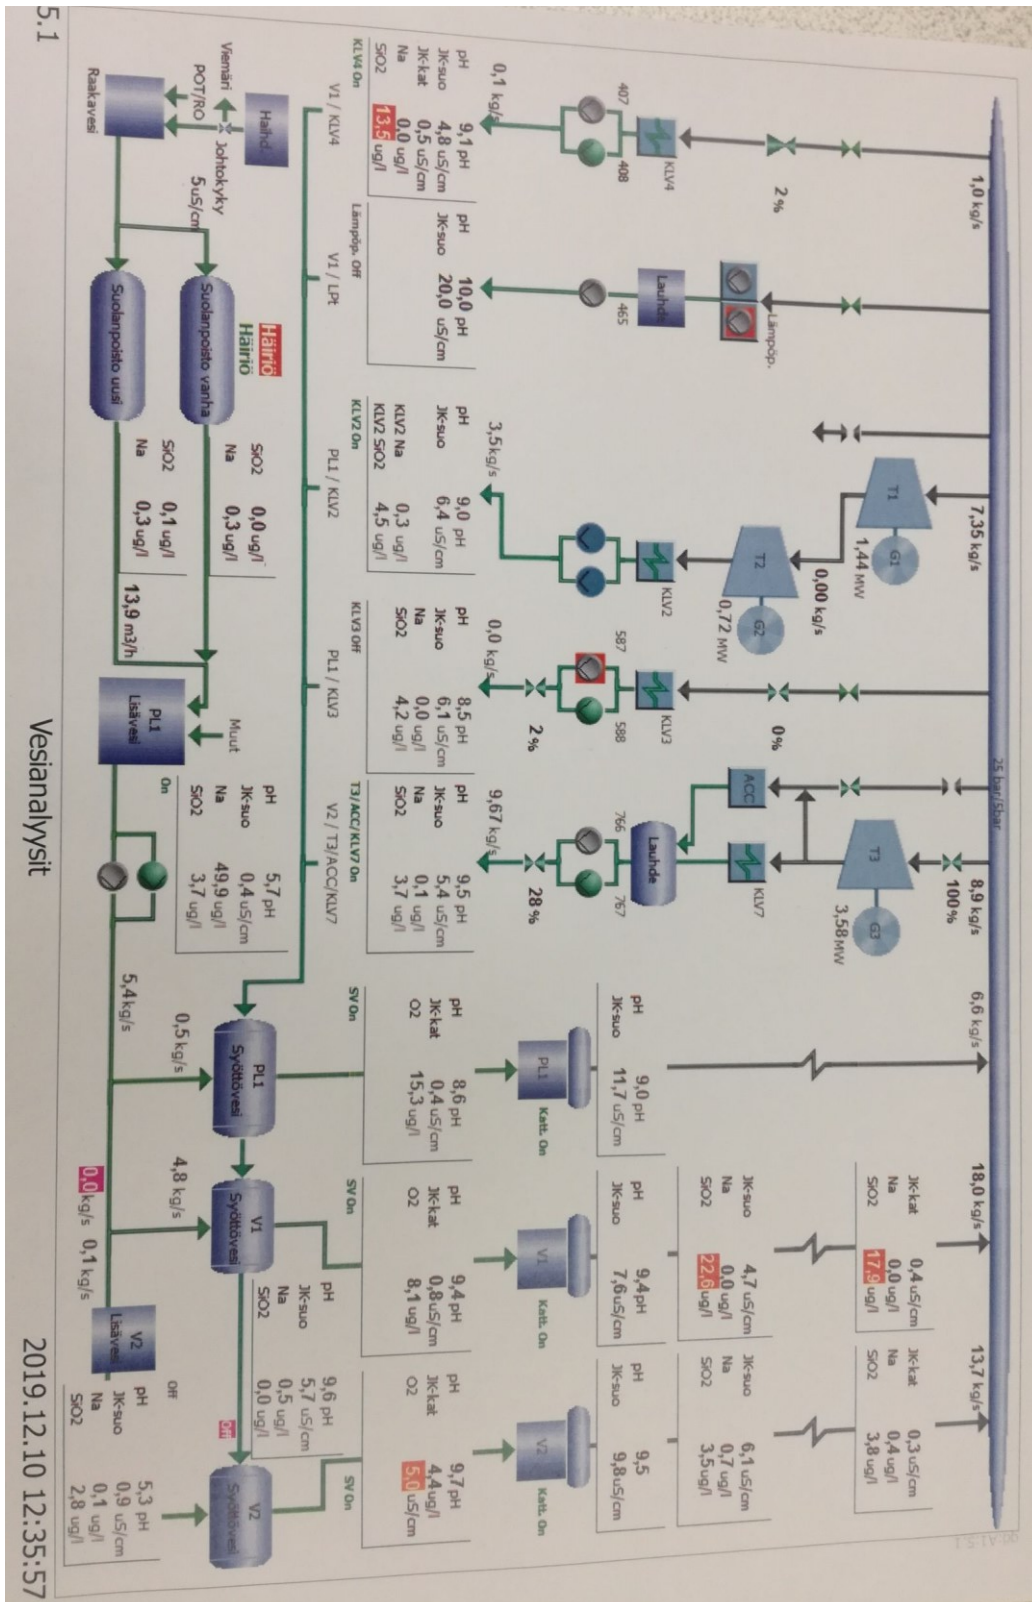 25 bar/5bar
1,0 kg/s
7,35 kg/s
8,9 kg/s
6,6 kg/s
18,0 kg/s
13,7 kg/s
2 %
0%
100%
T1
G1
1,44 MW
0,00 kg/s
T2
G2
0,72 MW
T3
G3
3,58 MW
KLV4
407
408
0,1 kg/s
Lämpöp.
Lauhde
465
KLV2
3,5kg/s
KLV3
587
588
2 %
0,0 kg/s
ACC
KLV7
Lauhde
766
767
28 %
9,67 kg/s
pH 9,1 pH
JK-suo 4,8 uS/cm
JK-kat 0,5 uS/cm
Na 0,0 ug/l
SiO2 13,5 ug/l
KLV4 On
V1 / KLV4
pH 10,0 pH
JK-suo 20,0 uS/cm
Lämpöp. Off
V1 / LPt
pH 9,0 pH
JK-suo 6,4 uS/cm
KLV2 Na 0,3 ug/l
KLV2 SiO2 4,5 ug/l
KLV2 On
PL1 / KLV2
pH 8,5 pH
JK-suo 6,1 uS/cm
Na 0,0 ug/l
SiO2 4,2 ug/l
KLV3 Off
PL1 / KLV3
pH 9,5 pH
JK-suo 5,4 uS/cm
Na 0,1 ug/l
SiO2 3,7 ug/l
T3/ACC/KLV7 On
V2 / T3/ACC/KLV7
JK-kat 0,4 uS/cm
Na 0,0 ug/l
SiO2 17,9 ug/l
JK-kat 0,3 uS/cm
Na 0,4 ug/l
SiO2 3,8 ug/l
JK-suo 4,7 uS/cm
Na 0,0 ug/l
SiO2 22,6 ug/l
JK-suo 6,1 uS/cm
Na 0,7 ug/l
SiO2 3,5ug/l
pH 9,0 pH
JK-suo 11,7 uS/cm
pH 9,4pH
JK-suo 7,6uS/cm
pH 9,5
JK-suo 9,8uS/cm
PL1
Katt. On
V1
Katt. On
V2
Katt. On
pH 8,6 pH
JK-kat 0,4 uS/cm
O2 15,3 ug/l
SV On
pH 9,4 pH
JK-kat 0,8uS/cm
O2 8,1 ug/l
SV On
pH 9,7pH
JK-kat 4,4ug/l
O2 5,0 uS/cm
SV On
pH 9,6 pH
JK-suo 5,7 uS/cm
Na 0,5 ug/l
SiO2 0,0 ug/l
PL1
Syöttövesi
V1
Syöttövesi
off
V2
Syöttövesi
0,5 kg/s
4,8 kg/s
5,4kg/s
0,0 kg/s 0,1 kg/s
Haihd.
Viemäri
POT/RO
Johtokyky
5uS/cm
Raakavesi
Suolanpoisto vanha
Häiriö
Häiriö
Suolanpoisto uusi
SiO2 0,0 ug/l
Na 0,3 ug/l
SiO2 0,1 ug/l
Na 0,3 ug/l
13,9 m3/h
Muut
PL1
Lisävesi
On
pH 5,7 pH
JK-suo 0,4 uS/cm
Na 49,9 ug/l
SiO2 3,7 ug/l
V2
Lisävesi
Off
pH 5,3 pH
JK-suo 0,9 uS/cm
Na 0,1 ug/l
SiO2 2,8 ug/l
5.1
Vesianalyysit
2019.12.10 12:35:57